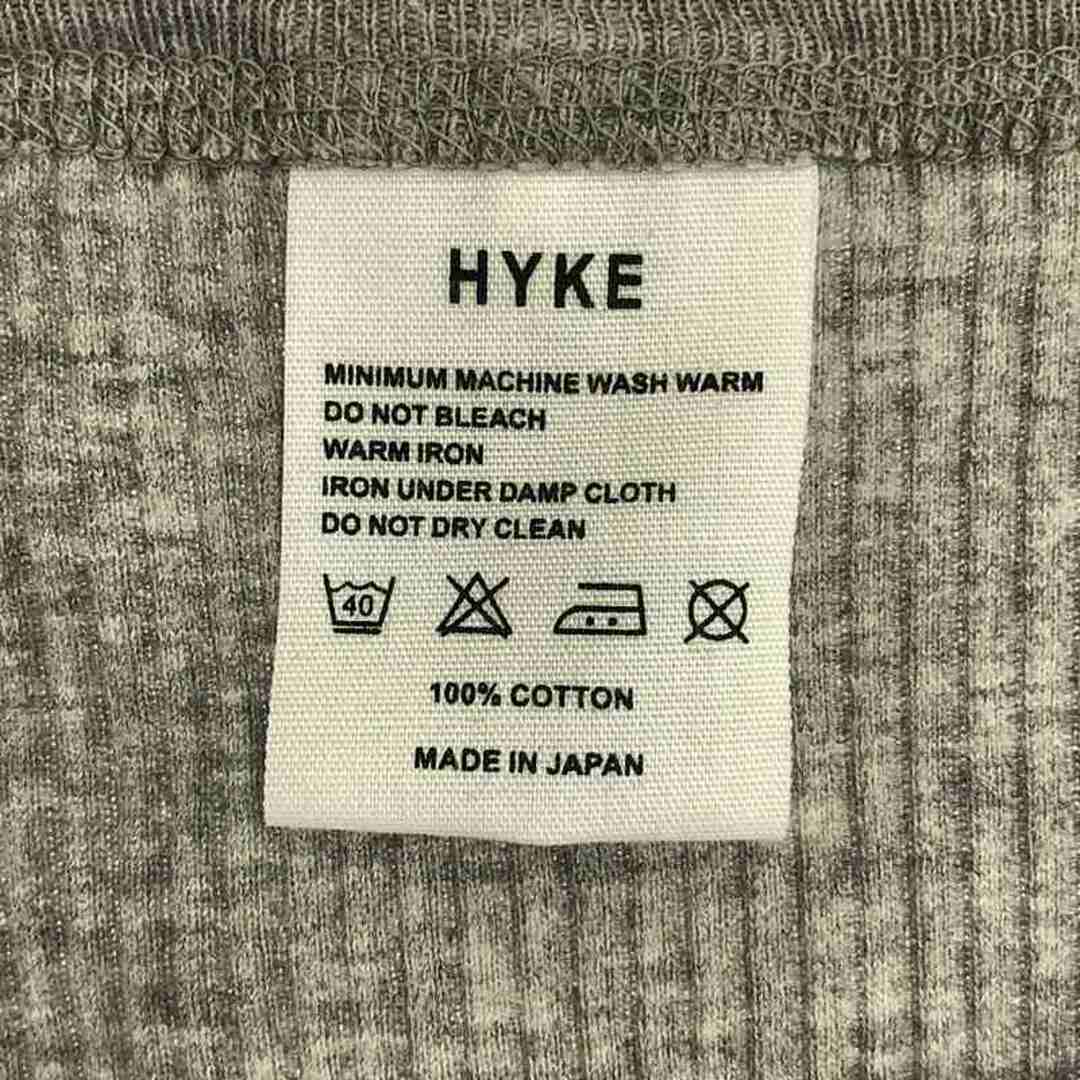 HYKE
MINIMUM MACHINE WASH WARM
DO NOT BLEACH
WARM IRON
IRON UNDER DAMP CLOTH
DO NOT DRY CLEAN
40
100% COTTON
MADE IN JAPAN